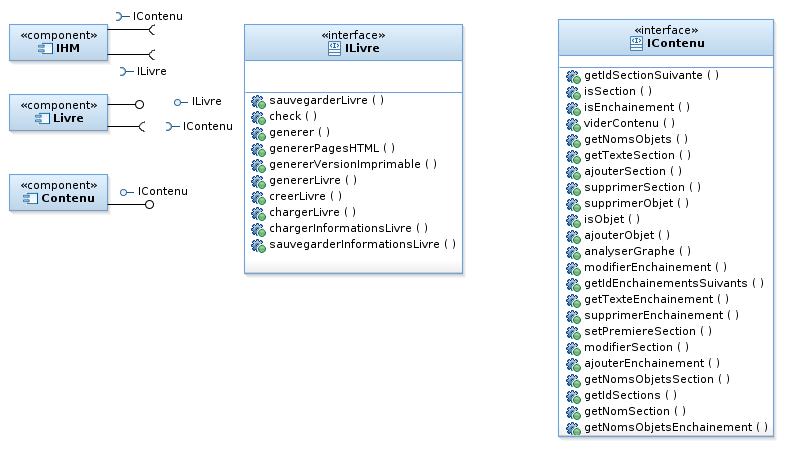 IContenu
«component»
IHM
ILivre
«component»
Livre
ILivre
IContenu
«component»
Contenu
IContenu
«interface»
ILivre
sauvegarderLivre ( )
check ( )
generer ( )
genererPagesHTML ( )
genererVersionImprimable ( )
genererLivre ( )
creerLivre ( )
chargerLivre ( )
chargerInformationsLivre ( )
sauvegarderInformationsLivre ( )
«interface»
IContenu
getIdSectionSuivante ( )
isSection ( )
isEnchainement ( )
viderContenu ( )
getNomsObjets ( )
getTexteSection ( )
ajouterSection ( )
supprimerSection ( )
supprimerObjet ( )
isObjet ( )
ajouterObjet ( )
analyserGraphe ( )
modifierEnchainement ( )
getIdEnchainementsSuivants ( )
getTexteEnchainement ( )
supprimerEnchainement ( )
setPremiereSection ( )
modifierSection ( )
ajouterEnchainement ( )
getNomsObjetsSection ( )
getIdSections ( )
getNomSection ( )
getNomsObjetsEnchainement ( )